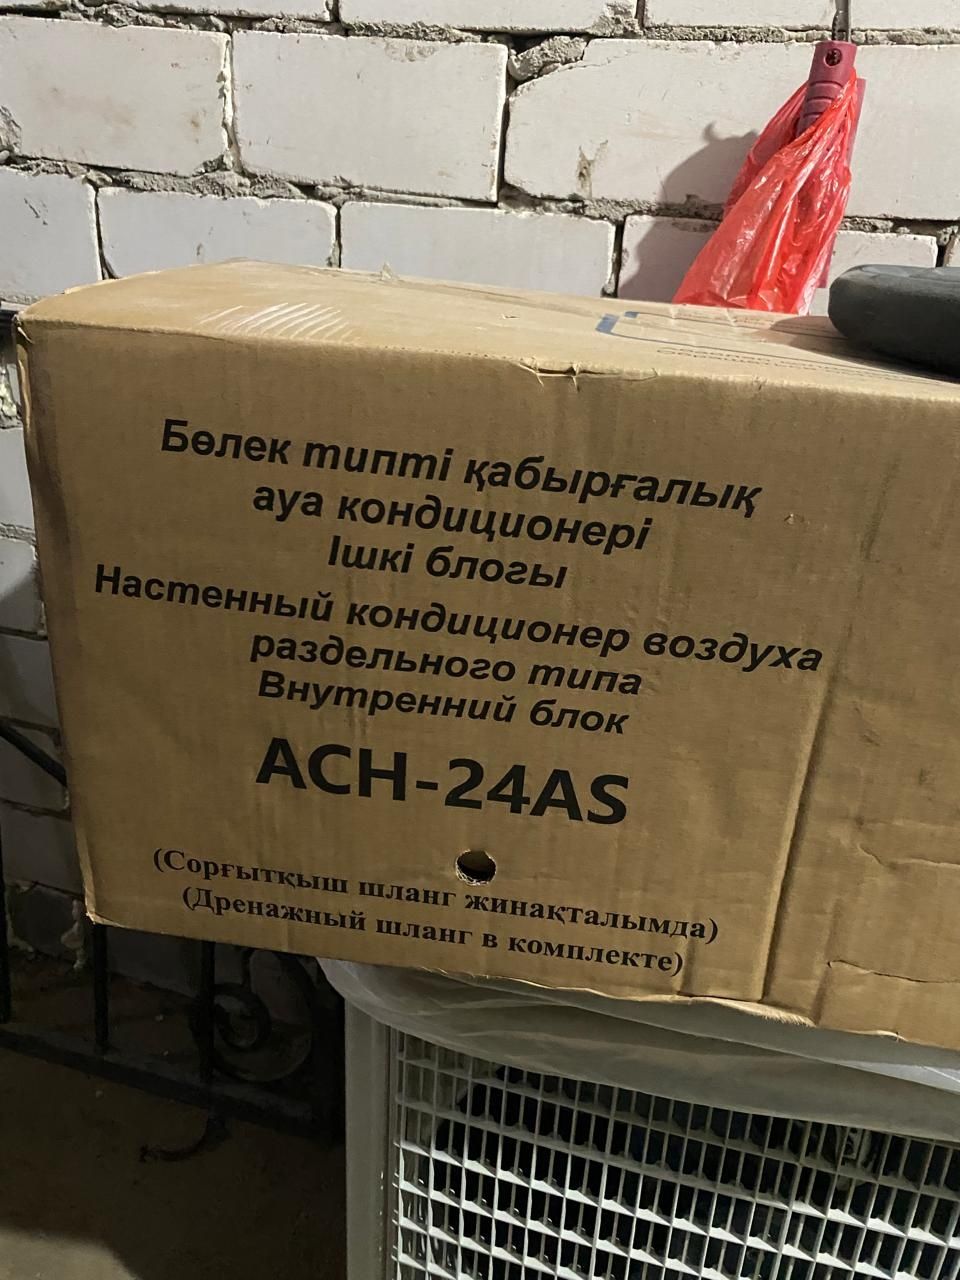 Бөлек типті қабырғалық
ауа кондиционері
Ішкі блогы
Настенный кондиционер воздуха
раздельного типа
Внутренний блок
ACH-24AS
(Сорғытқыш шланг жинақталымда)
(Дренажный шланг в комплекте)